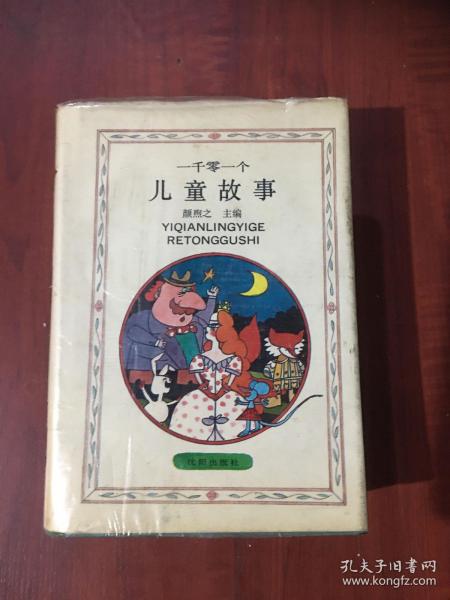 一千零一个
儿童故事
颜煦之 主编
YIQIANLINGYIGE
RETONGGUSHI
沈阳出版社
孔夫子旧书网
www.kongfz.com